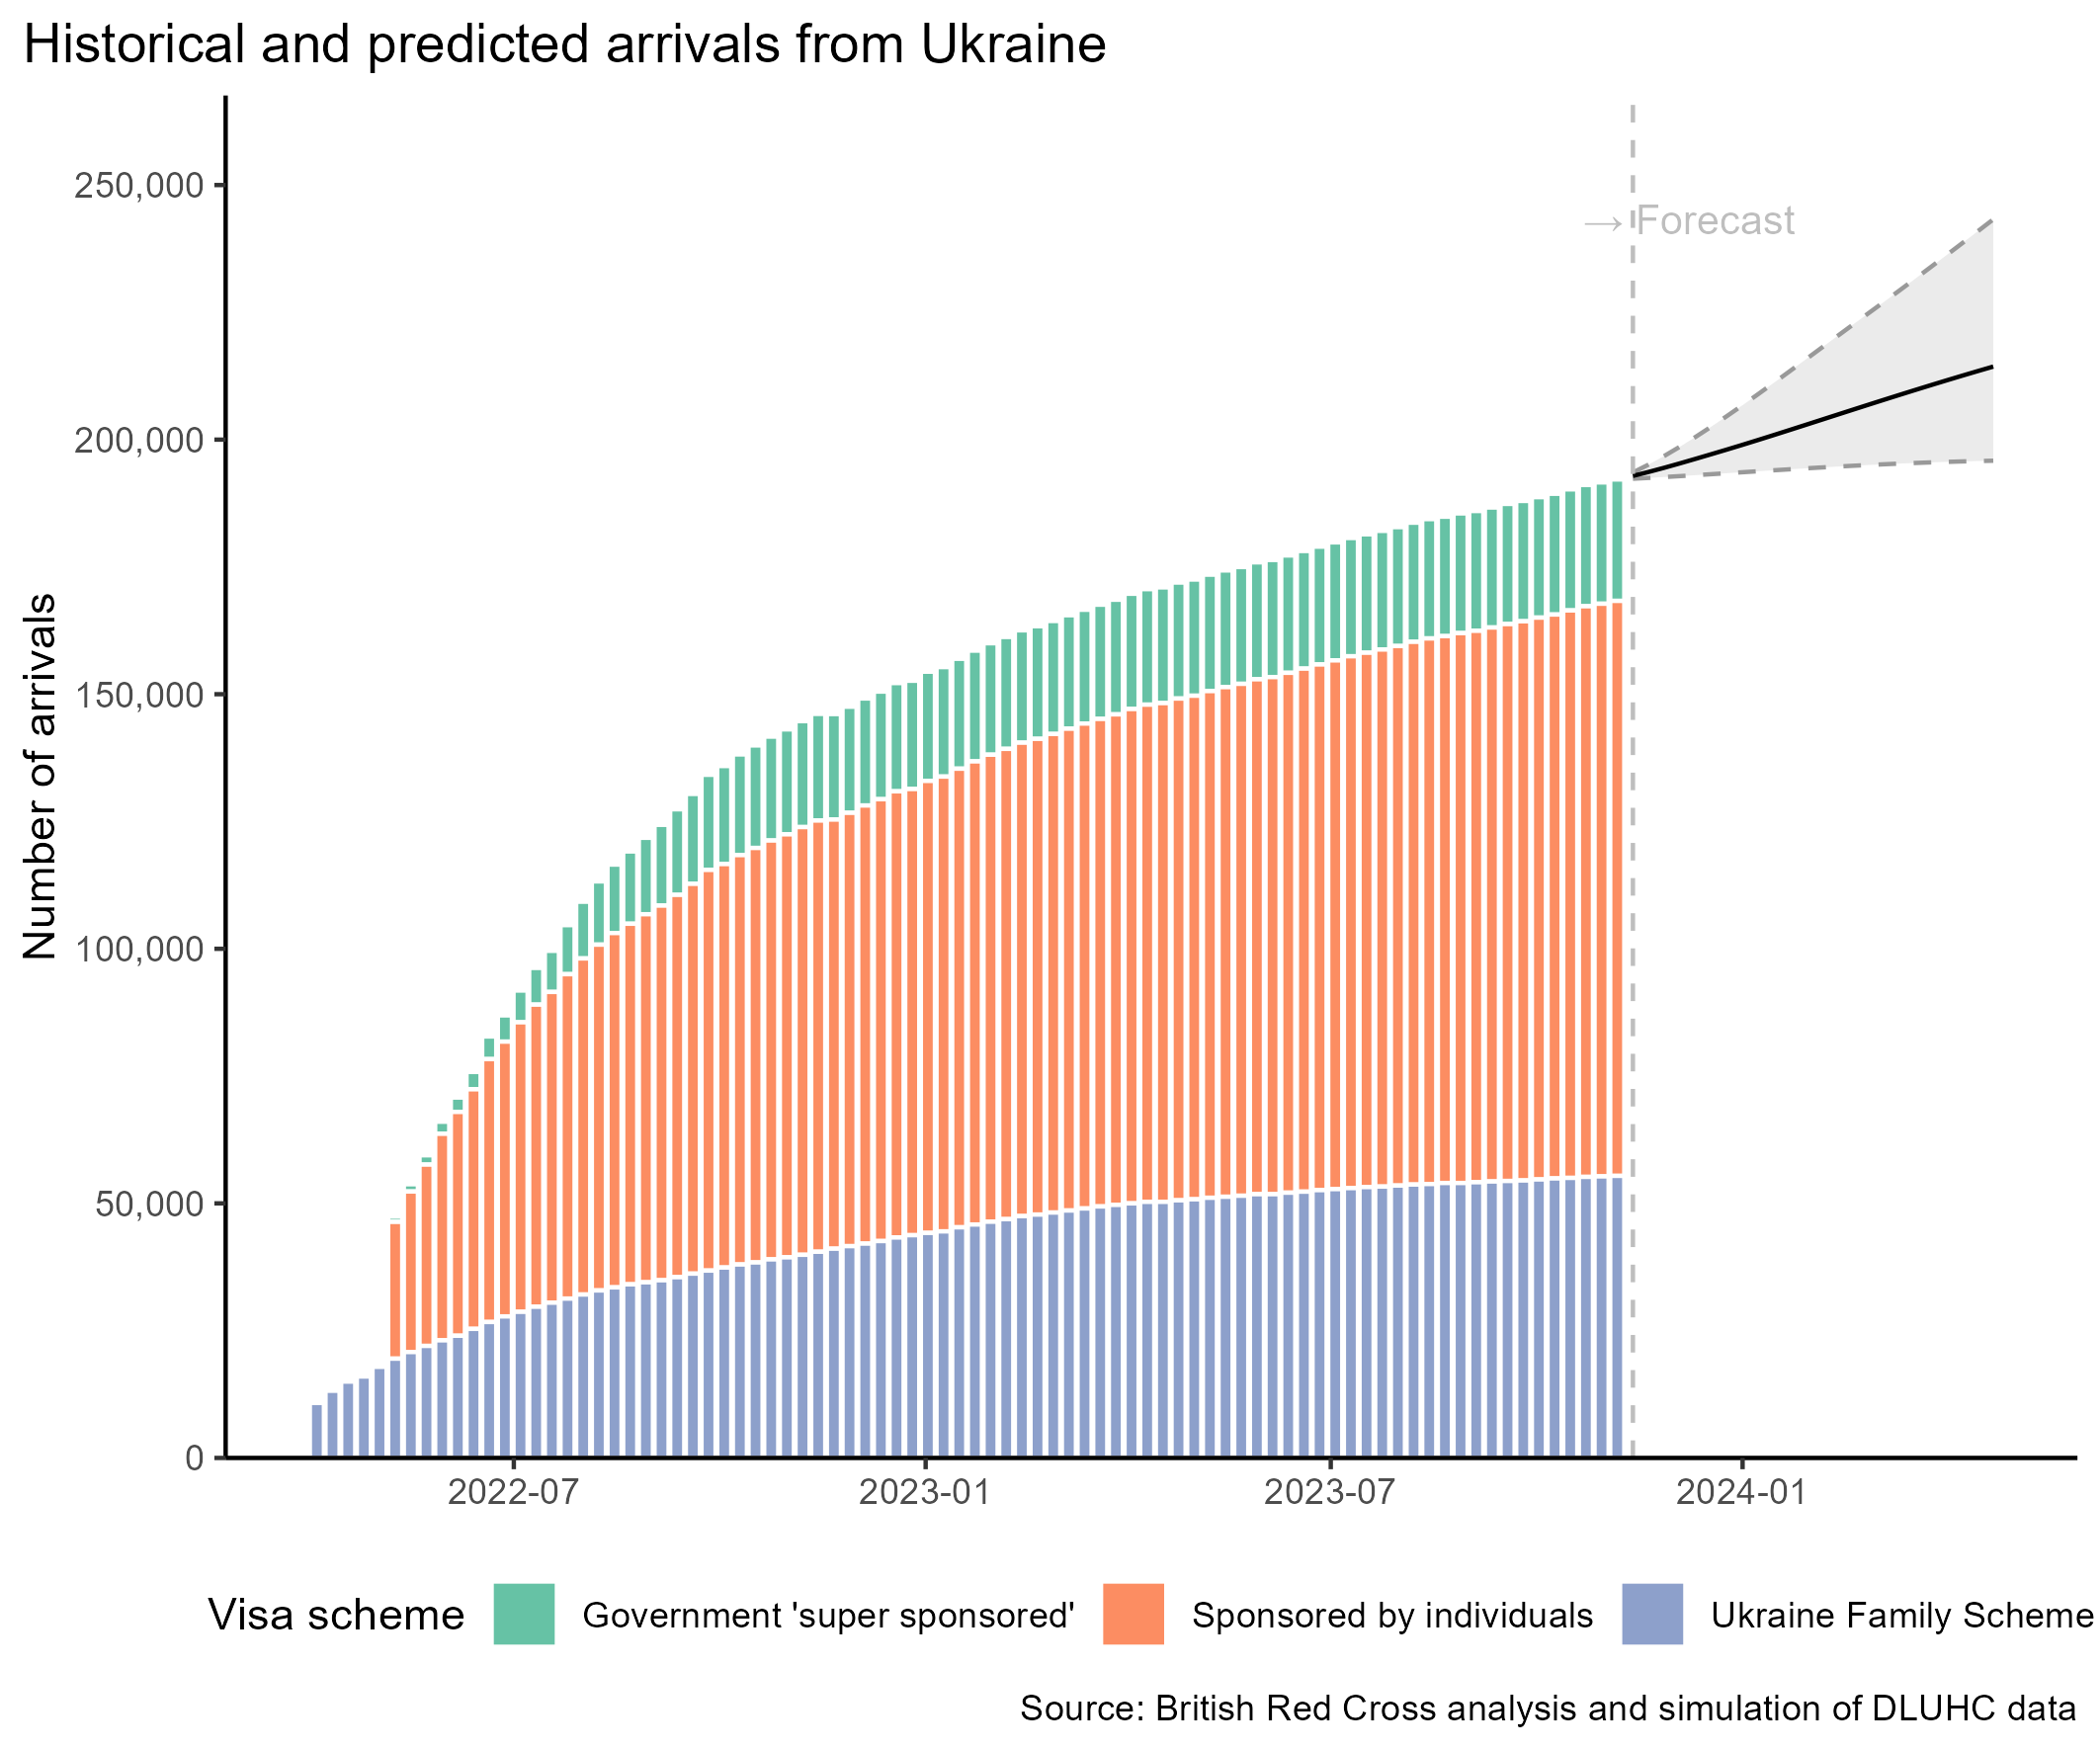 Historical and predicted arrivals from Ukraine
250,000
→ Forecast
200,000
150,000
Number of arrivals
100,000
50,000
0
2022-07 2023-01 2023-07 2024-01
Visa scheme Government 'super sponsored' Sponsored by individuals Ukraine Family Scheme
Source: British Red Cross analysis and simulation of DLUHC data